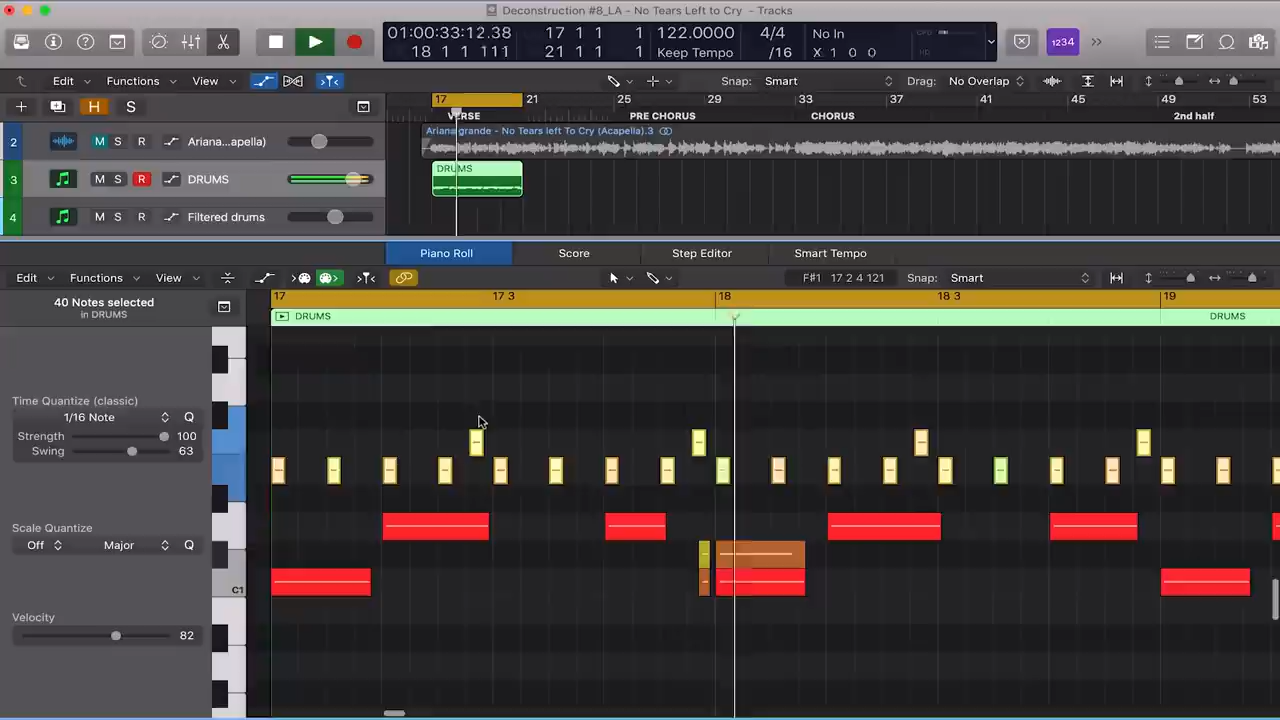 Deconstruction #8_LA - No Tears Left to Cry - Tracks
01:00:33:12.38 17 1 1 1 122.0000 4/4 No In
18 1 1 111 21 1 1 1 Keep Tempo /16 X: 1 0 0
1234
Edit Functions View Snap: Smart Drag: No Overlap
H S 17 21 25 29 33 37 41 45 49 53
VERSE PRE CHORUS CHORUS 2nd half
2 M S R Ariana...apella) Ariana grande - No Tears left To Cry (Acapella).3
3 M S R DRUMS DRUMS
4 M S R Filtered drums
Piano Roll Score Step Editor Smart Tempo
Edit Functions View F#1 17 2 4 121 Snap: Smart
40 Notes selected 17 17 3 18 18 3 19
in DRUMS DRUMS DRUMS
Time Quantize (classic)
1/16 Note Q
Strength 100
Swing 63
Scale Quantize
Off Major Q
C1
Velocity
82